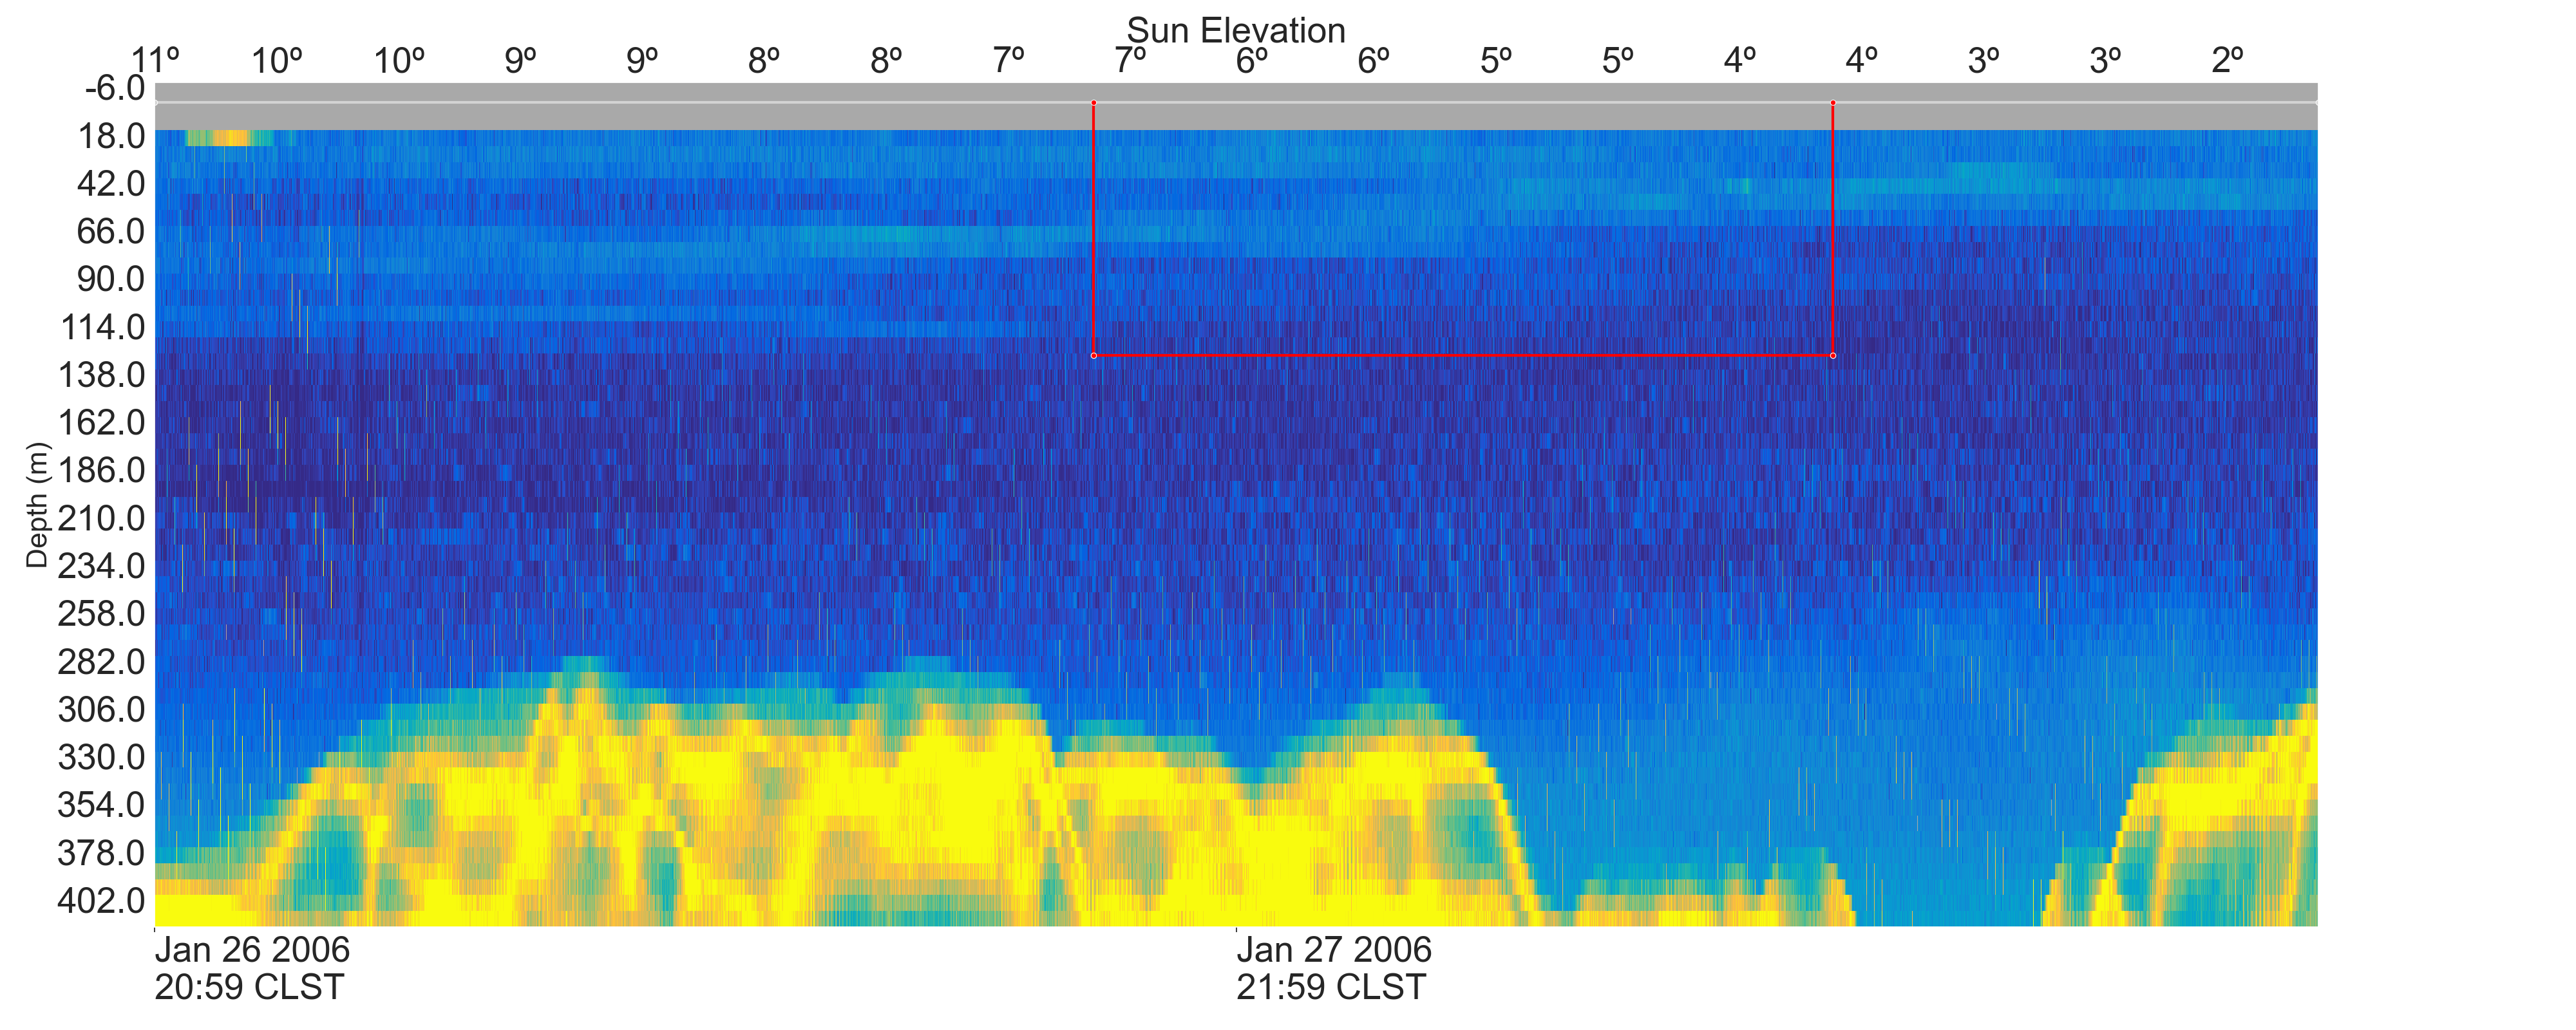 Sun Elevation
11º 10º 10º 9º 9º 8º 8º 7º 7º 6º 6º 5º 5º 4º 4º 3º 3º 2º
-6.0
18.0
42.0
66.0
90.0
114.0
138.0
162.0
186.0
210.0
234.0
258.0
282.0
306.0
330.0
354.0
378.0
402.0
Depth (m)
Jan 26 2006
20:59 CLST
Jan 27 2006
21:59 CLST